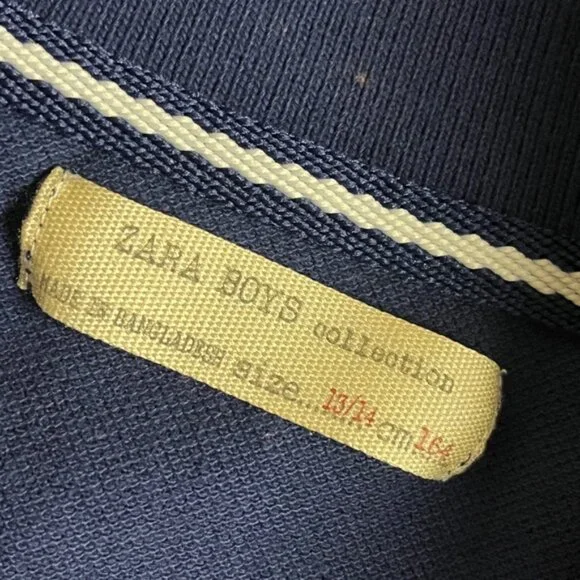 ZARA BOYS collection
MADE IN BANGLADESH size...... 13/14 cm 164